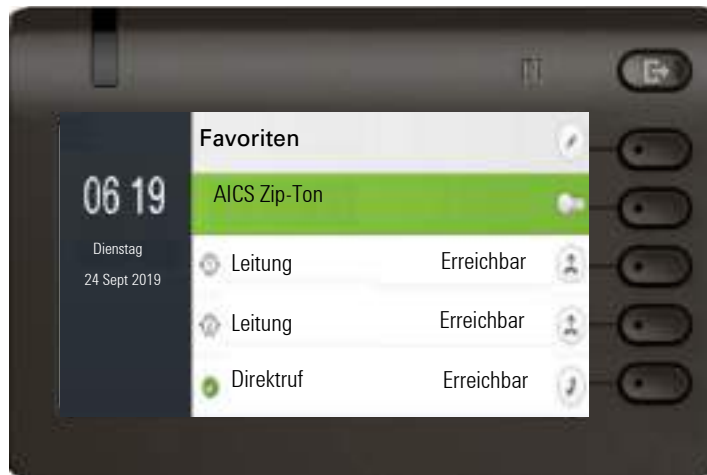 Favoriten
06 19
AICS Zip-Ton
Dienstag
24 Sept 2019
Leitung Erreichbar
Leitung Erreichbar
Direktruf Erreichbar